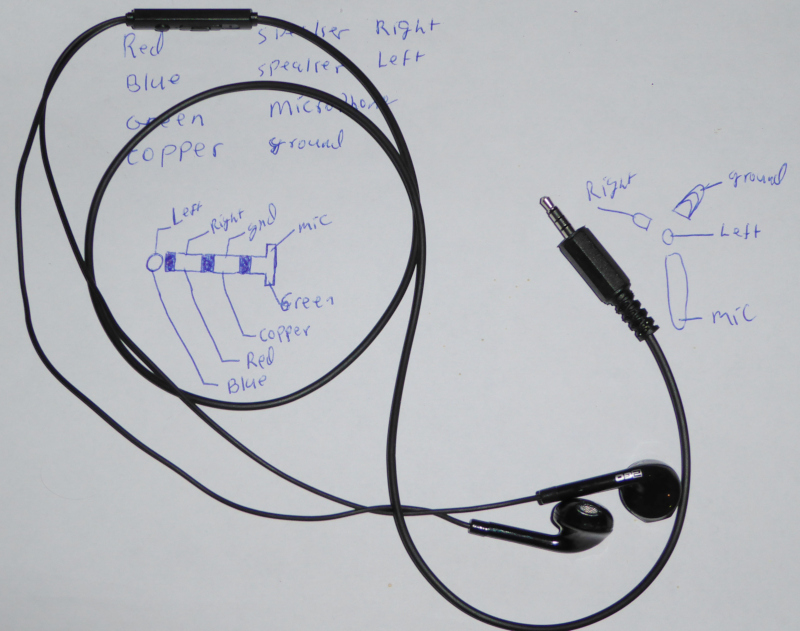 Red speaker Right
Blue speaker Left
Green microphone
copper ground
Left
Right
gnd
mic
Green
copper
Red
Blue
Right
ground
Left
mic